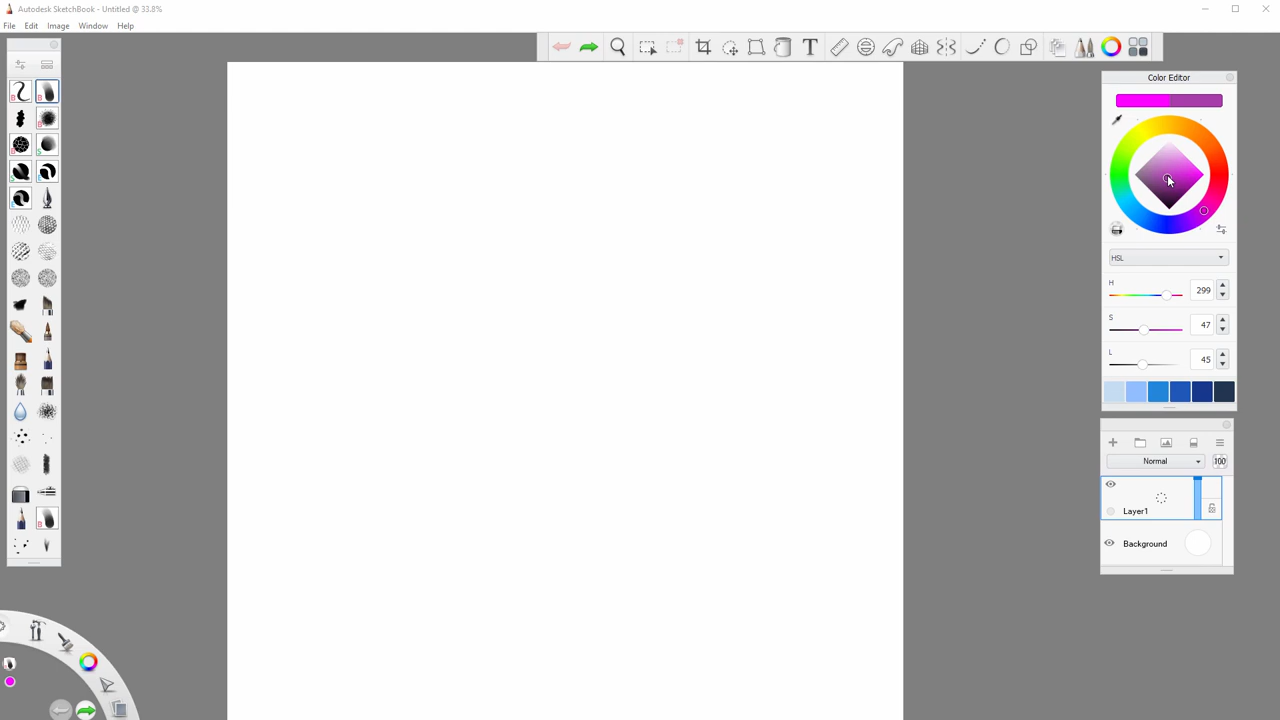 Autodesk SketchBook - Untitled @ 33.8%
File Edit Image Window Help
T
Color Editor
HSL
H 299
S 47
L 45
Normal 100
Layer1
Background